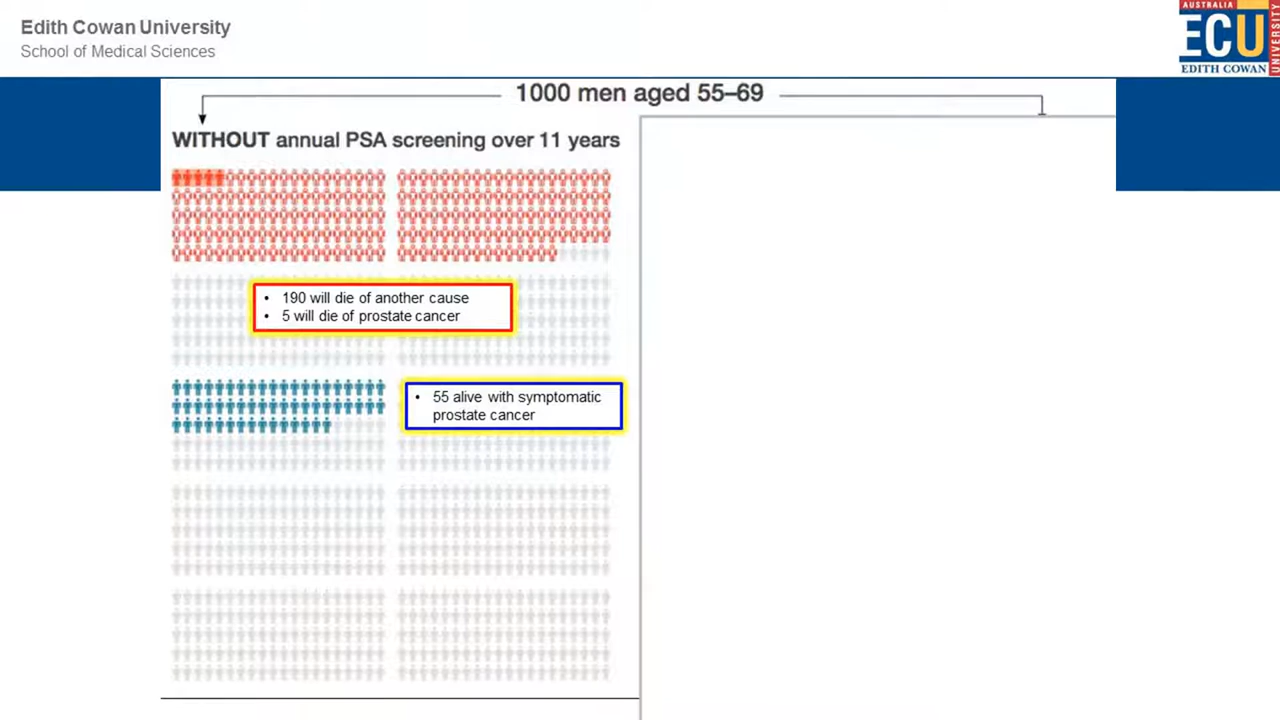 Edith Cowan University
School of Medical Sciences
AUSTRALIA
ECU
UNIVERSITY
EDITH COWAN
1000 men aged 55–69
WITHOUT annual PSA screening over 11 years
• 190 will die of another cause
• 5 will die of prostate cancer
• 55 alive with symptomatic
prostate cancer